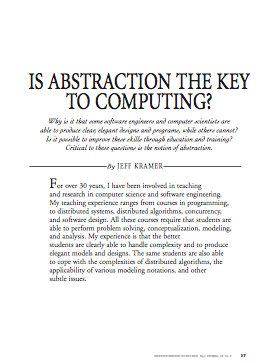 IS ABSTRACTION THE KEY
TO COMPUTING?
Why is it that some software engineers and computer scientists are
able to produce clear, elegant designs and programs, while others cannot?
Is it possible to improve these skills through education and training?
Critical to these questions is the notion of abstraction.
By JEFF KRAMER
For over 30 years, I have been involved in teaching
and research in computer science and software engineering.
My teaching experience ranges from courses in programming,
to distributed systems, distributed algorithms, concurrency,
and software design. All these courses require that students are
able to perform problem solving, conceptualization, modeling,
and analysis. My experience is that the better
students are clearly able to handle complexity and to produce
elegant models and designs. The same students are also able
to cope with the complexities of distributed algorithms, the
applicability of various modeling notations, and other
subtle issues.
37